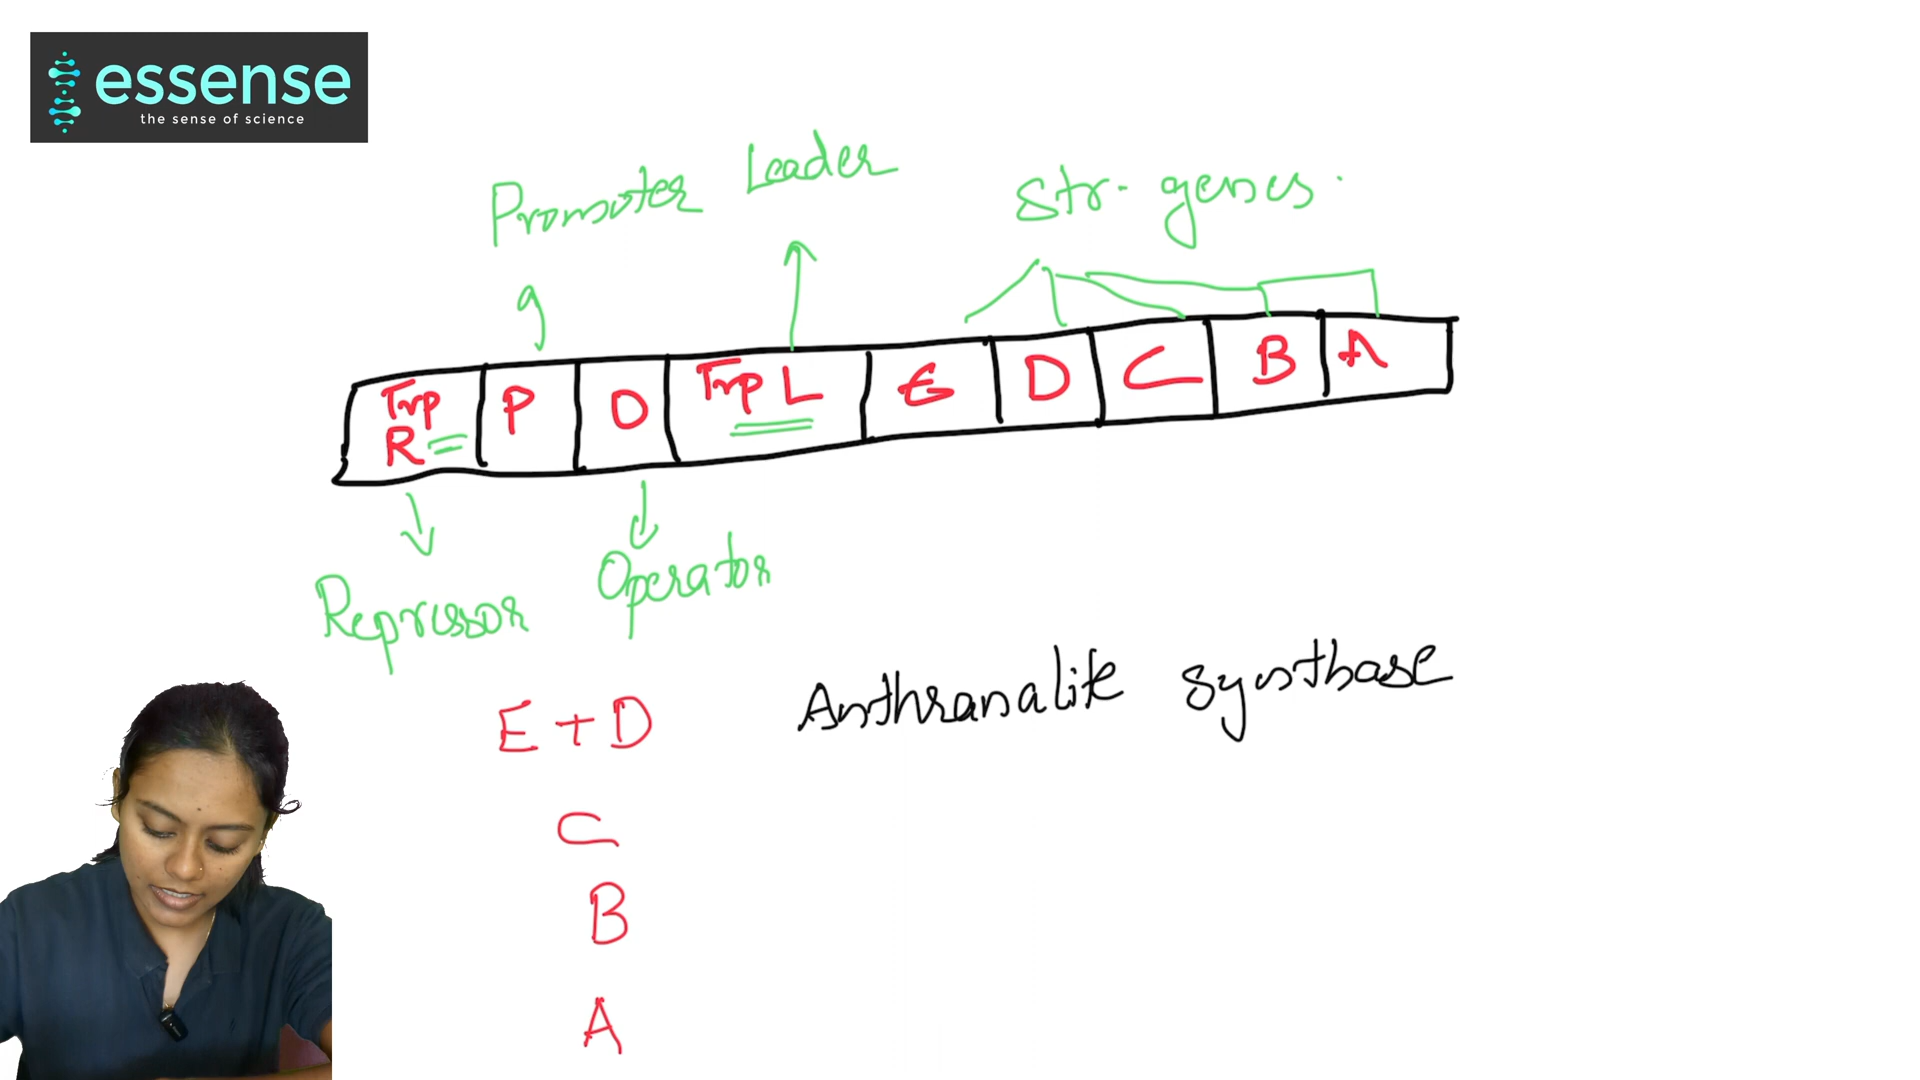 essense
the sense of science
Promoter Leader Str. genes.
Trp R P O Trp L E D C B A
Repressor Operator
E + D Anthranalite synthase
C
B
A